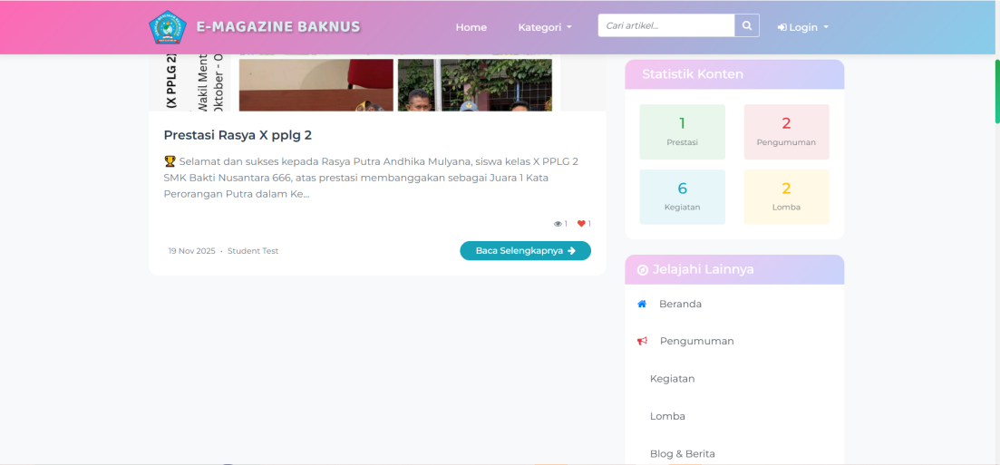 E-MAGAZINE BAKNUS
Home
Kategori
Cari artikel...
Login
(X PPLG 2)
Wakil Ment
Oktober - O
Prestasi Rasya X pplg 2
🏆 Selamat dan sukses kepada Rasya Putra Andhika Mulyana, siswa kelas X PPLG 2
SMK Bakti Nusantara 666, atas prestasi membanggakan sebagai Juara 1 Kata
Perorangan Putra dalam Ke...
1
1
19 Nov 2025 • Student Test
Baca Selengkapnya →
Statistik Konten
1
Prestasi
2
Pengumuman
6
Kegiatan
2
Lomba
Jelajahi Lainnya
Beranda
Pengumuman
Kegiatan
Lomba
Blog & Berita